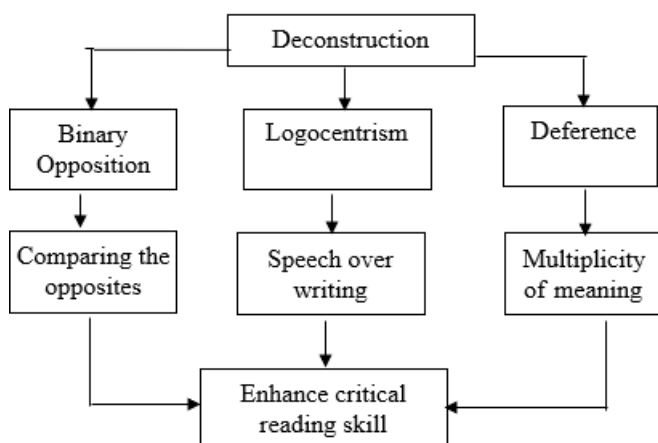 Deconstruction
Binary
Opposition
Logocentrism
Deference
Comparing the
opposites
Speech over
writing
Multiplicity
of meaning
Enhance critical
reading skill